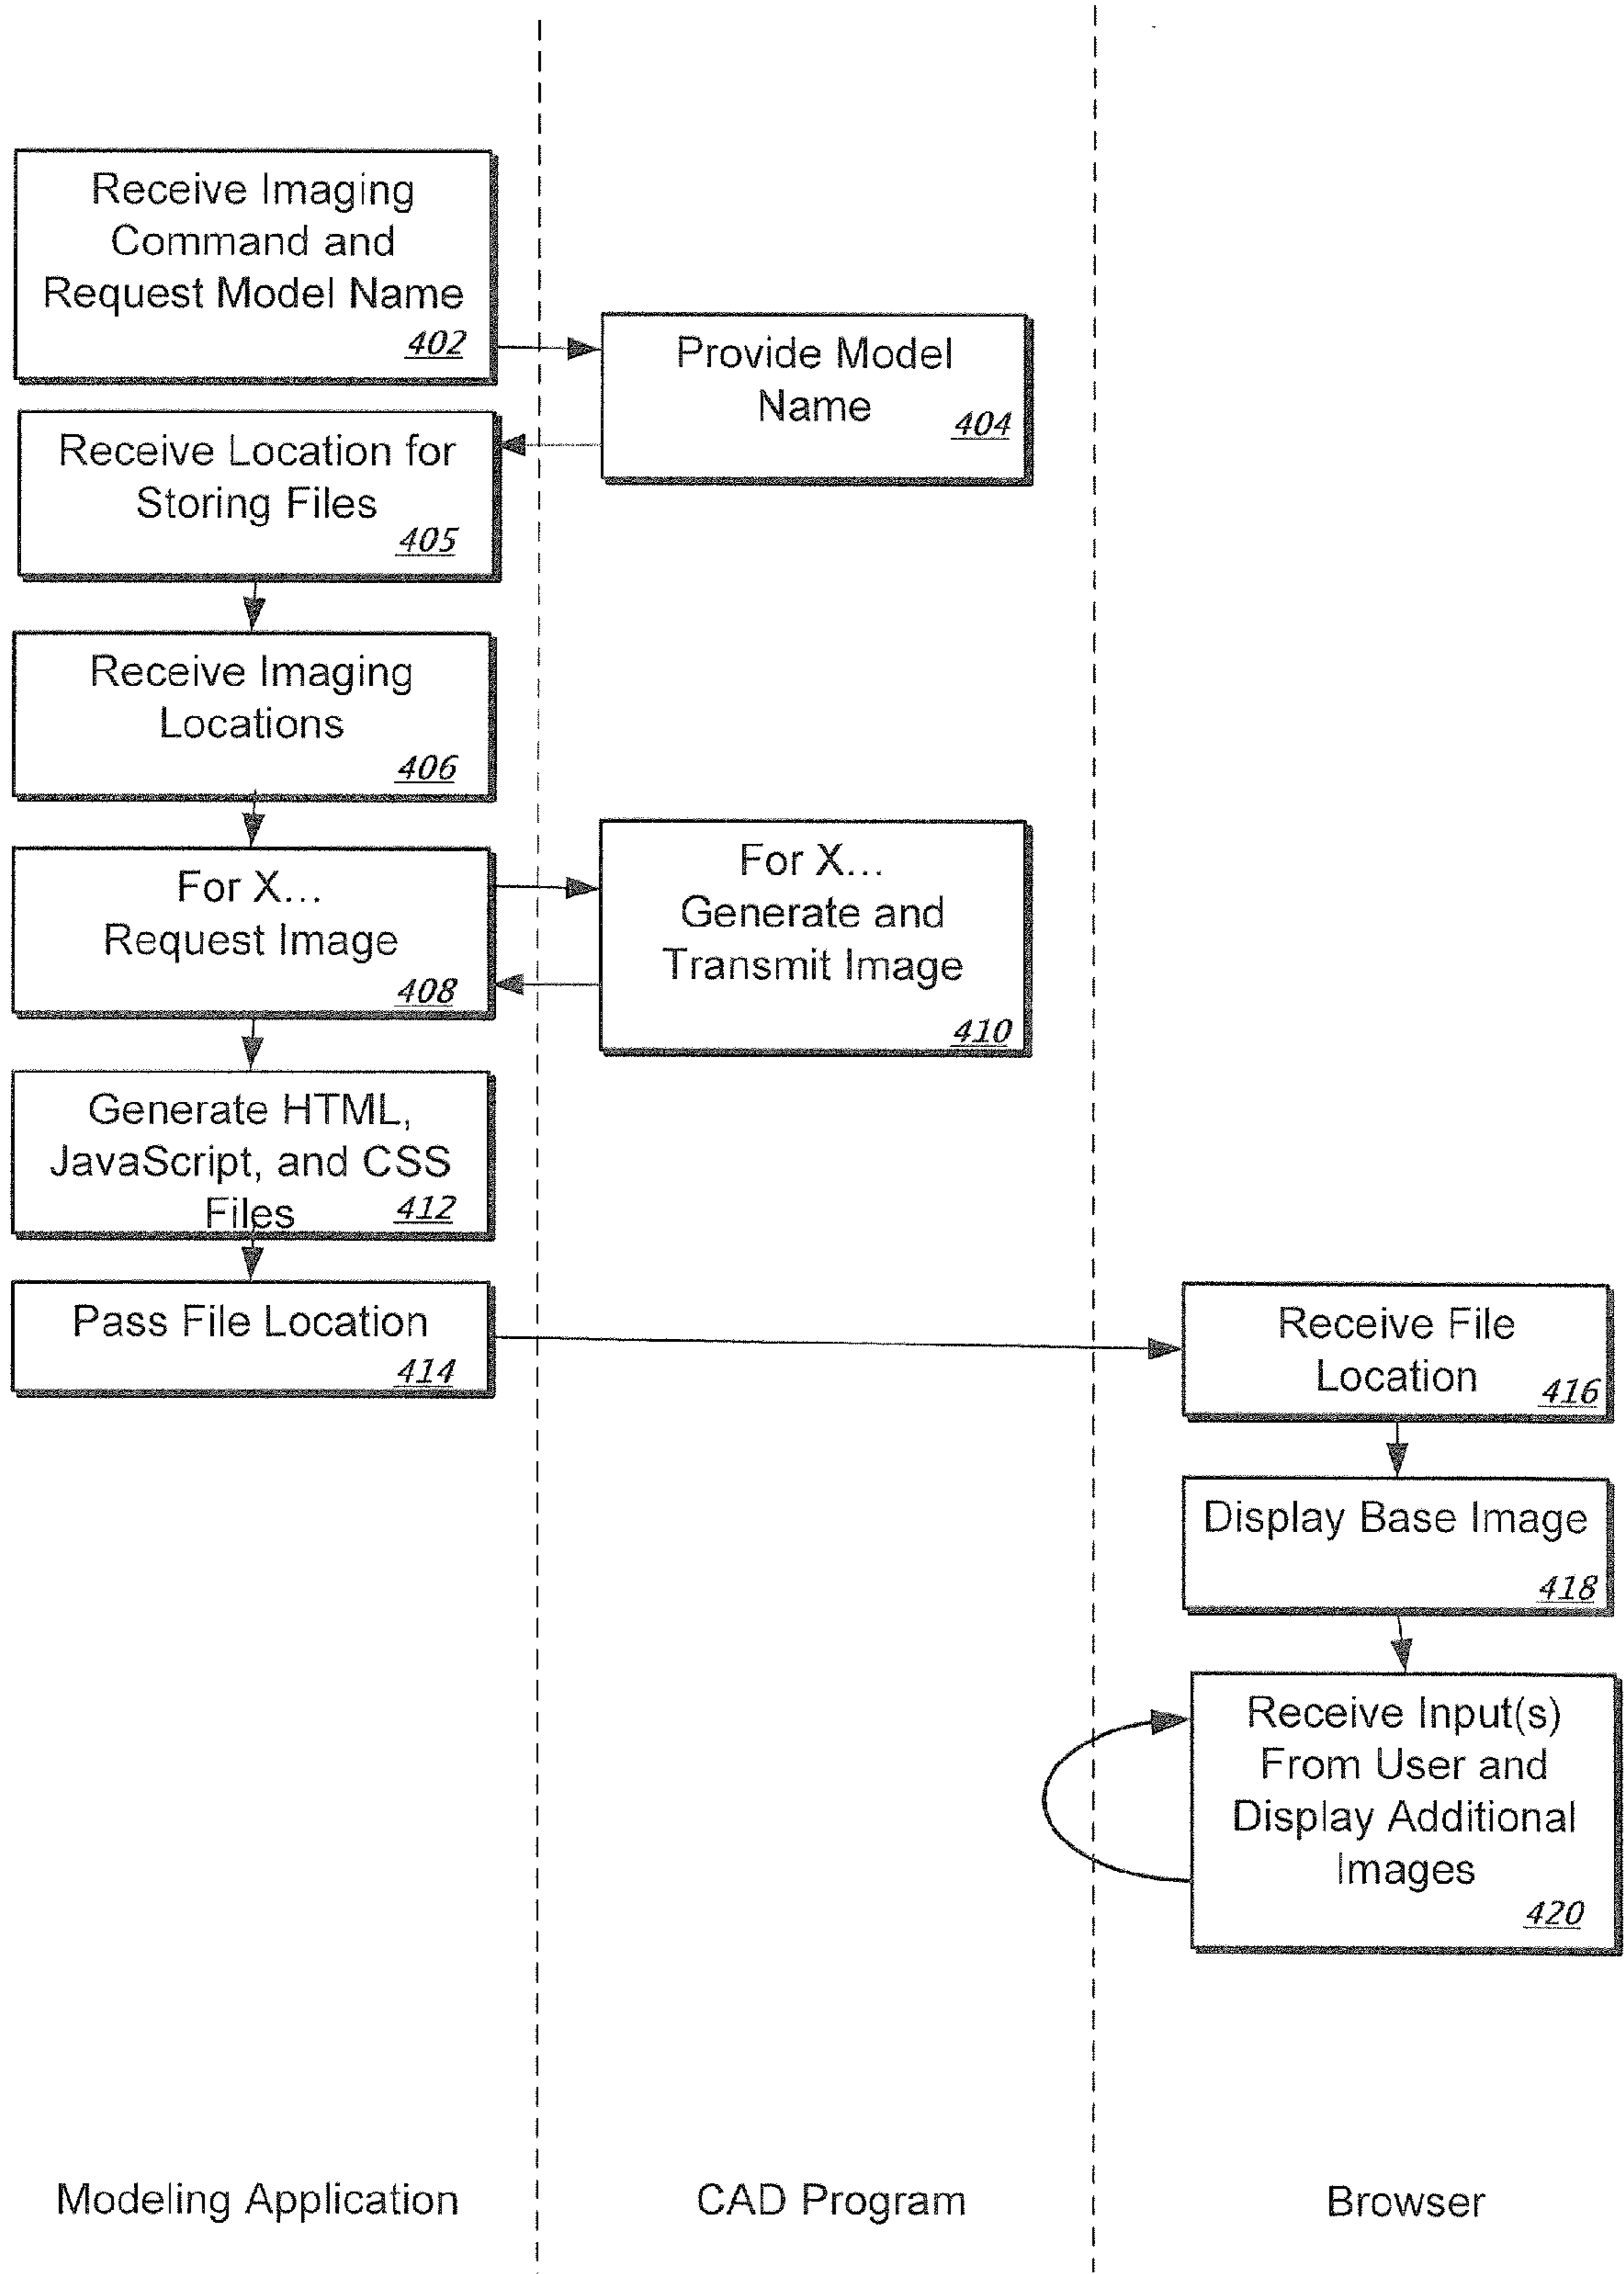 Receive Imaging
Command and
Request Model Name
402
Provide Model
Name
404
Receive Location for
Storing Files
405
Receive Imaging
Locations
406
For X...
Request Image
408
For X...
Generate and
Transmit Image
410
Generate HTML,
JavaScript, and CSS
Files 412
Pass File Location
414
Receive File
Location
416
Display Base Image
418
Receive Input(s)
From User and
Display Additional
Images
420
Modeling Application
CAD Program
Browser